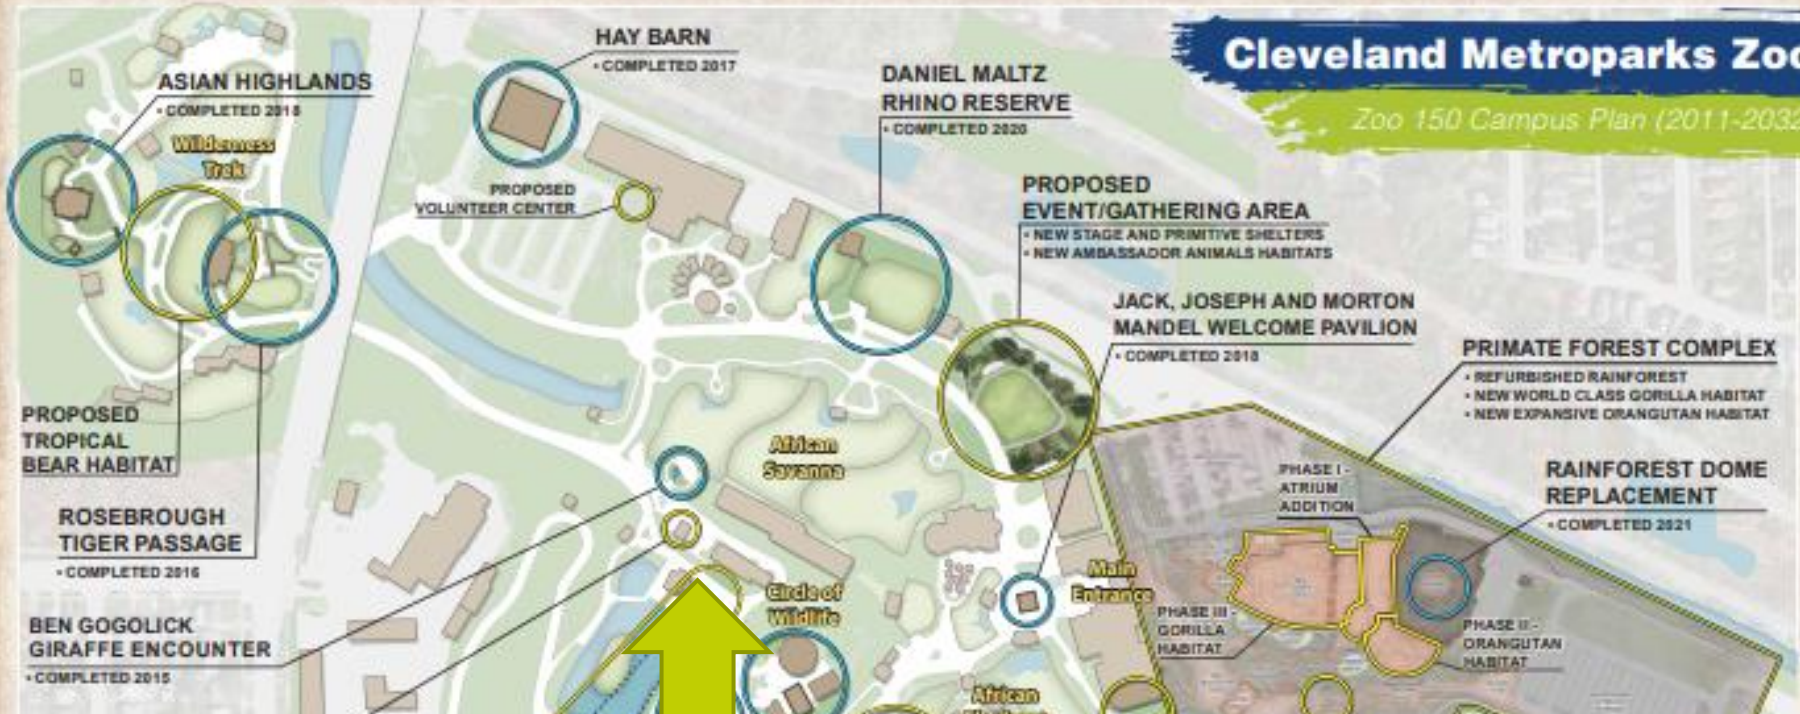 HAY BARN
• COMPLETED 2017
Cleveland Metroparks Zoo
Zoo 150 Campus Plan (2011-2032
ASIAN HIGHLANDS
• COMPLETED 2018
Wilderness
Trek
DANIEL MALTZ
RHINO RESERVE
• COMPLETED 2020
PROPOSED
VOLUNTEER CENTER
PROPOSED
EVENT/GATHERING AREA
• NEW STAGE AND PRIMITIVE SHELTERS
• NEW AMBASSADOR ANIMALS HABITATS
JACK, JOSEPH AND MORTON
MANDEL WELCOME PAVILION
• COMPLETED 2018
PRIMATE FOREST COMPLEX
• REFURBISHED RAINFOREST
• NEW WORLD CLASS GORILLA HABITAT
• NEW EXPANSIVE ORANGUTAN HABITAT
PROPOSED
TROPICAL
BEAR HABITAT
African
Savanna
PHASE I -
ATRIUM
ADDITION
RAINFOREST DOME
REPLACEMENT
• COMPLETED 2021
ROSEBROUGH
TIGER PASSAGE
• COMPLETED 2016
Circle of
Wildlife
Main
Entrance
PHASE III -
GORILLA
HABITAT
PHASE II -
ORANGUTAN
HABITAT
BEN GOGOLICK
GIRAFFE ENCOUNTER
• COMPLETED 2015
African